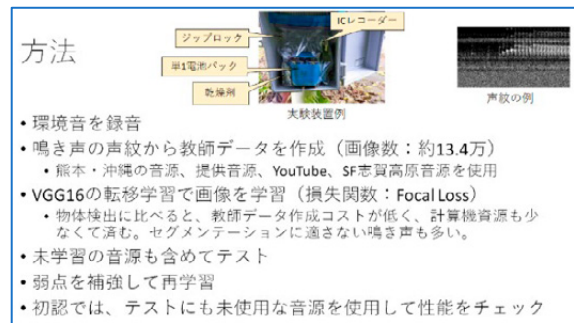 方法
ジップロック
ICレコーダー
単1電池パック
乾燥剤
実験装置例
声紋の例
• 環境音を録音
• 鳴き声の声紋から教師データを作成（画像数：約13.4万）
• 熊本・沖縄の音源、提供音源、YouTube、SF志賀高原音源を使用
• VGG16の転移学習で画像を学習（損失関数：Focal Loss）
• 物体検出に比べると、教師データ作成コストが低く、計算機資源も少
なくて済む。セグメンテーションに適さない鳴き声も多い。
• 未学習の音源も含めてテスト
• 弱点を補強して再学習
• 初認では、テストにも未使用な音源を使用して性能をチェック